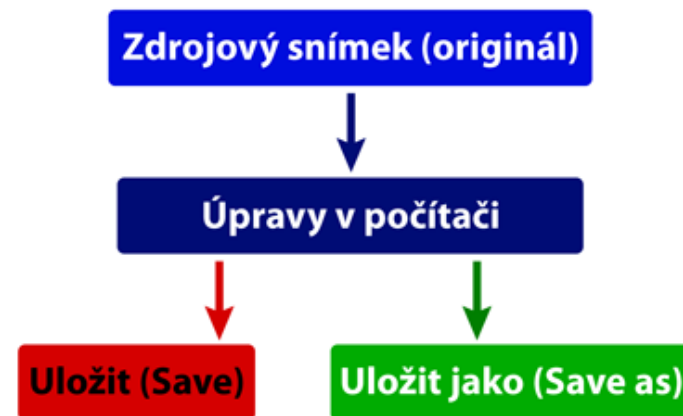 Zdrojový snímek (originál)
Úpravy v počítači
Uložit (Save)
Uložit jako (Save as)